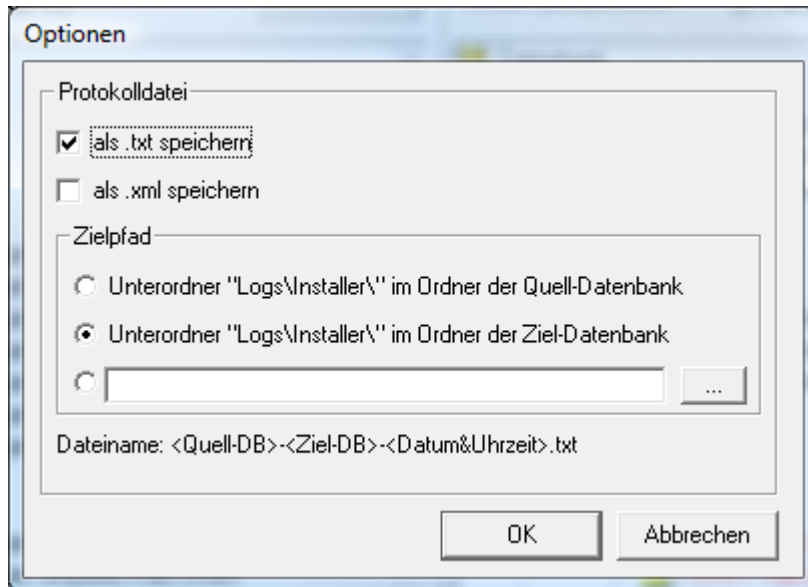 Optionen
Protokolldatei
als .txt speichern
als .xml speichern
Zielpfad
Unterordner "Logs\Installer\" im Ordner der Quell-Datenbank
Unterordner "Logs\Installer\" im Ordner der Ziel-Datenbank
...
Dateiname: <Quell-DB>-<Ziel-DB>-<Datum&Uhrzeit>.txt
OK
Abbrechen